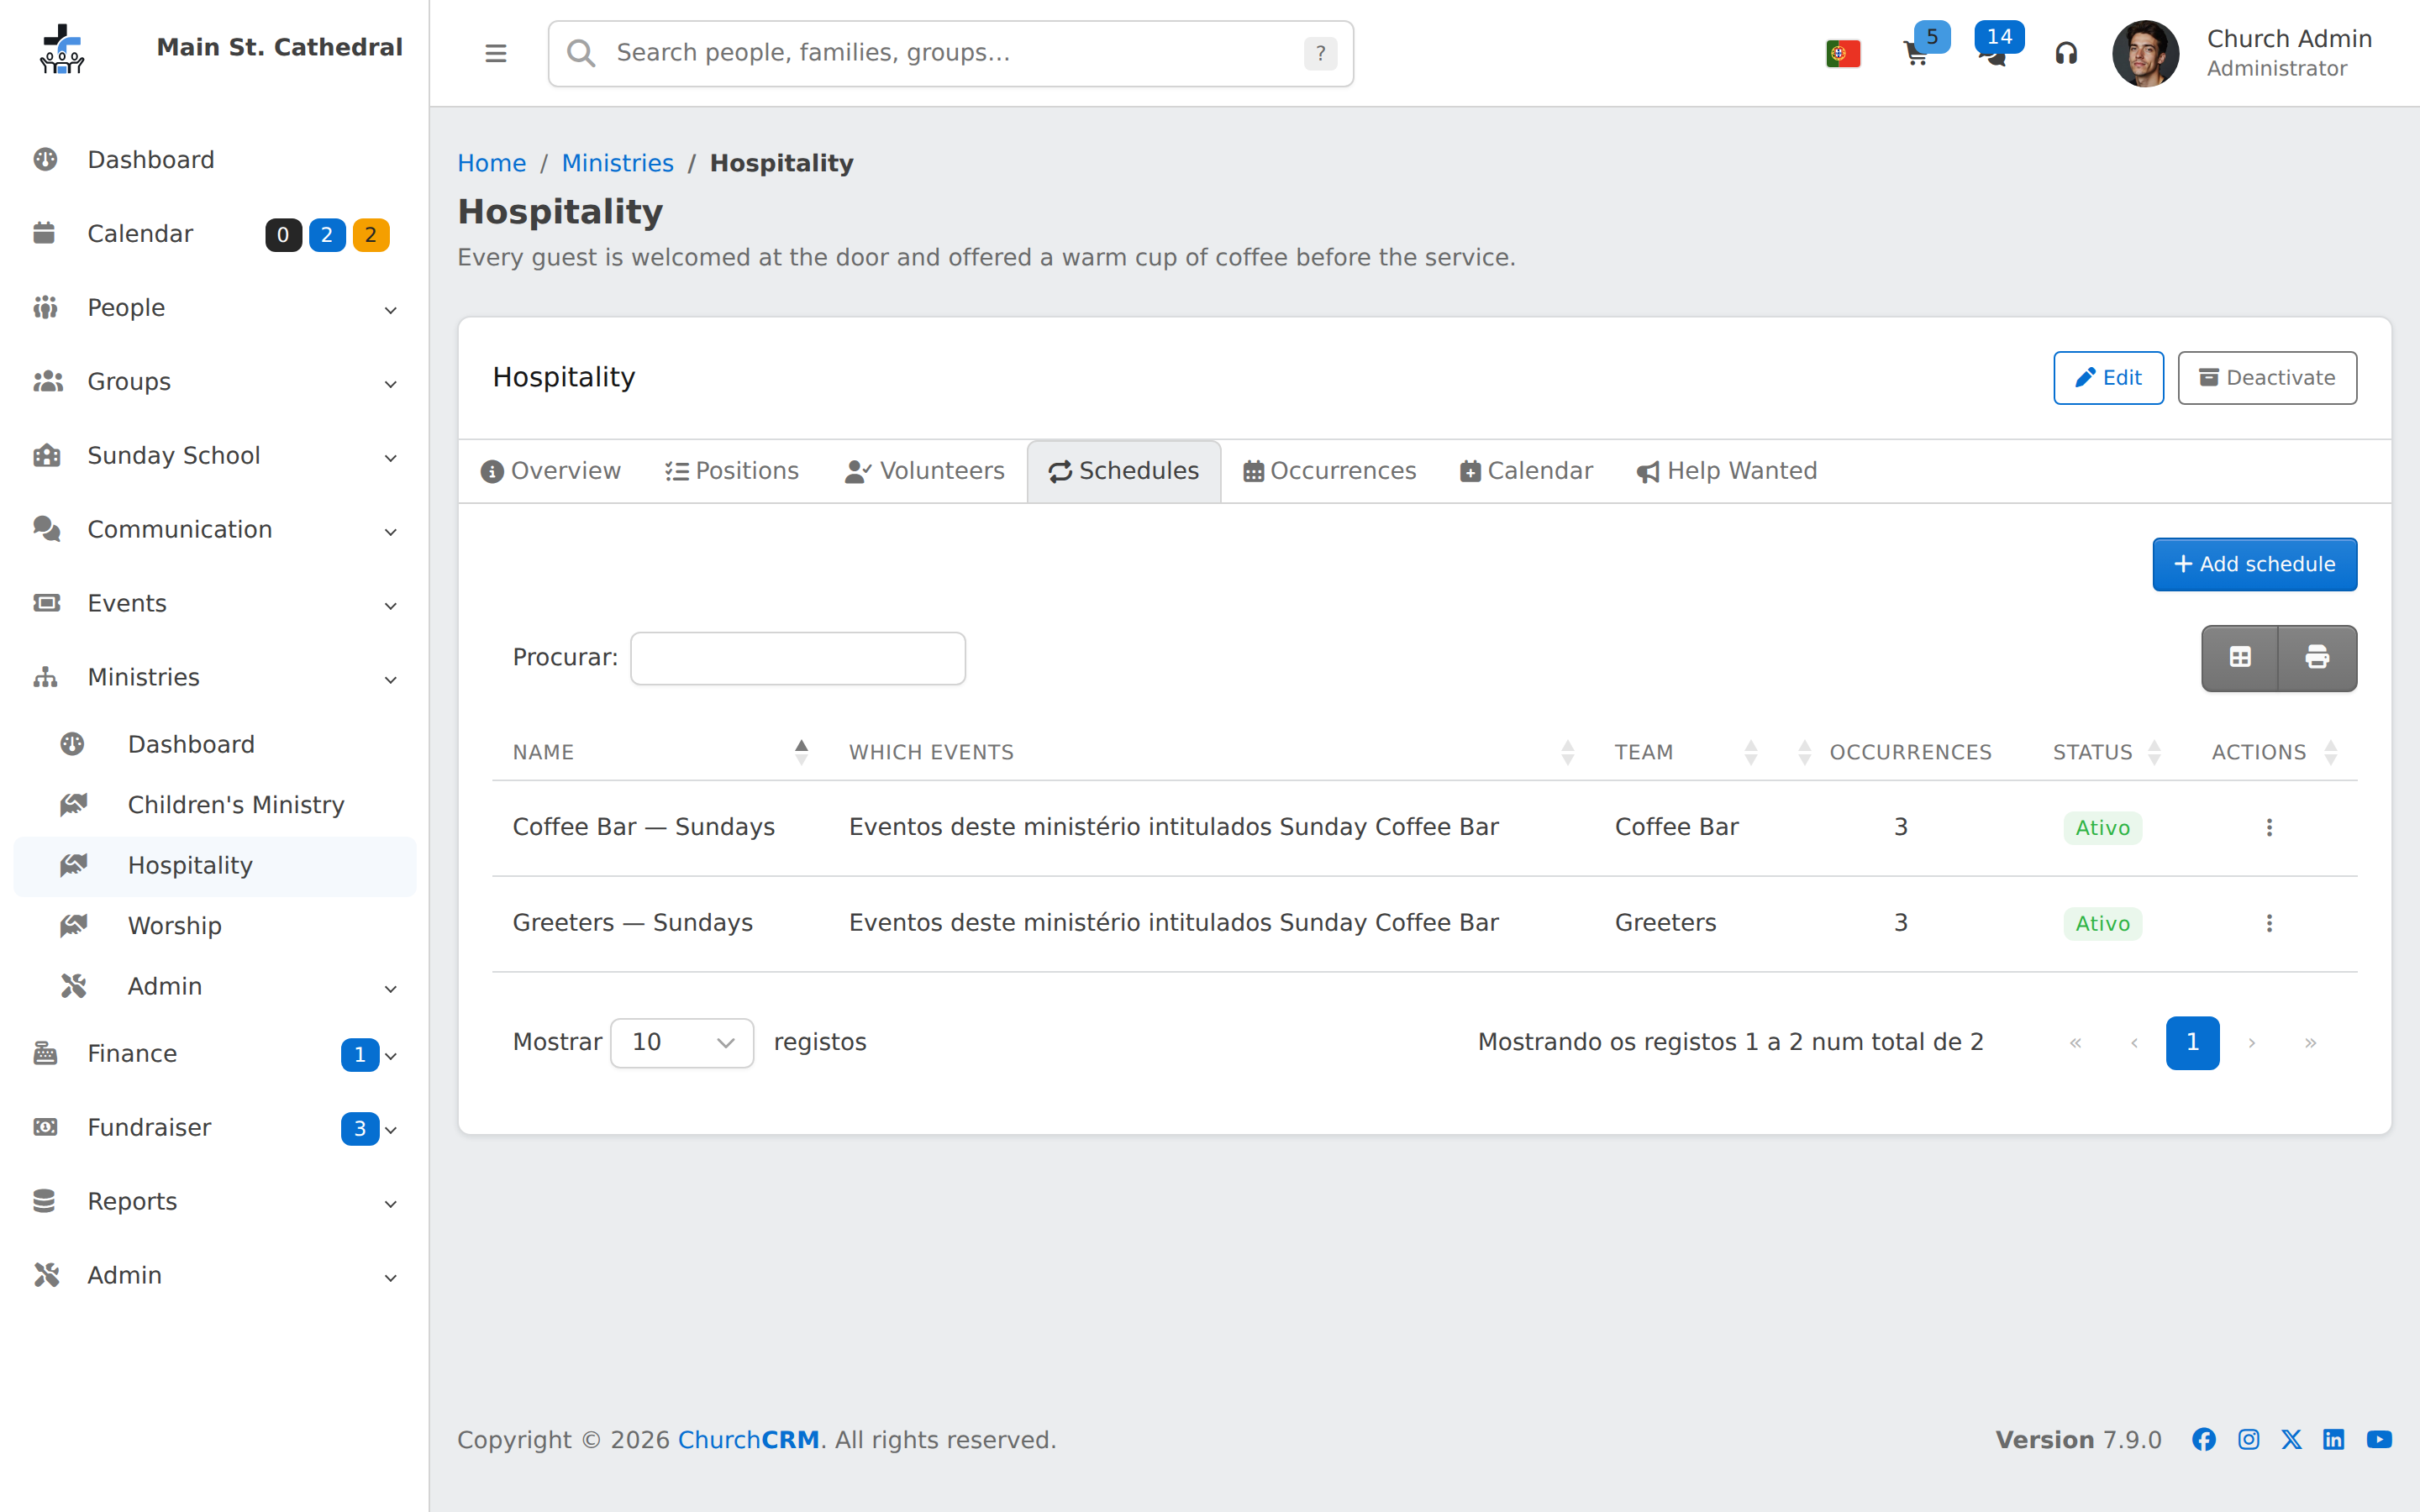 Main St. Cathedral
Search people, families, groups...
?
5
14
Church Admin
Administrator
Dashboard
Calendar
0
2
2
People
Groups
Sunday School
Communication
Events
Ministries
Dashboard
Children's Ministry
Hospitality
Worship
Admin
Finance
1
Fundraiser
3
Reports
Admin
Home / Ministries / Hospitality
Hospitality
Every guest is welcomed at the door and offered a warm cup of coffee before the service.
Hospitality
Edit
Deactivate
Overview
Positions
Volunteers
Schedules
Occurrences
Calendar
Help Wanted
Add schedule
Procurar:
NAME WHICH EVENTS TEAM OCCURRENCES STATUS ACTIONS
Coffee Bar — Sundays Eventos deste ministério intitulados Sunday Coffee Bar Coffee Bar 3 Ativo
Greeters — Sundays Eventos deste ministério intitulados Sunday Coffee Bar Greeters 3 Ativo
Mostrar 10 registos
Mostrando os registos 1 a 2 num total de 2
« ‹ 1 › »
Copyright © 2026 ChurchCRM. All rights reserved.
Version 7.9.0